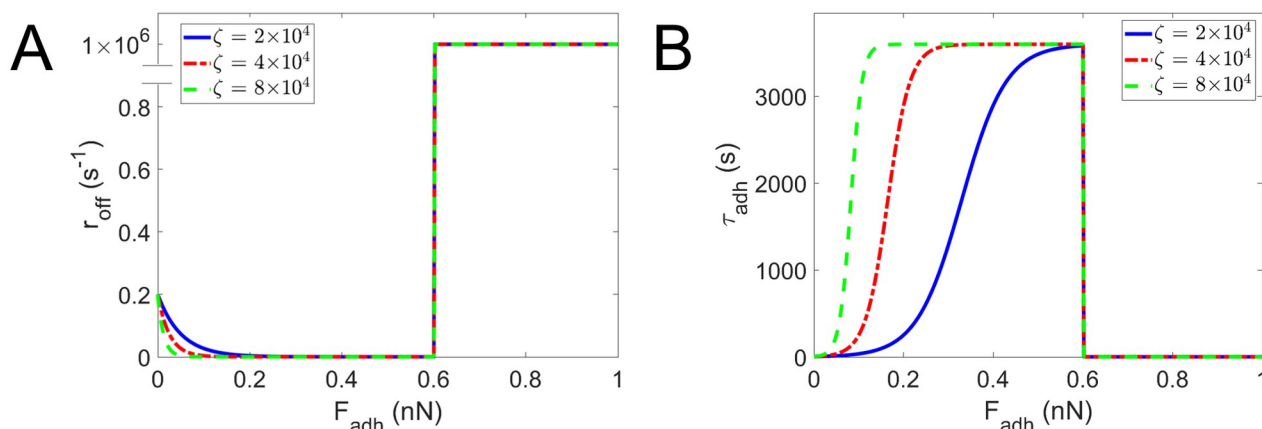 A
r_off (s⁻¹)
1×10⁶
0.8
0.6
0.4
0.2
0
0 0.2 0.4 0.6 0.8 1
F_adh (nN)
ζ = 2×10⁴
ζ = 4×10⁴
ζ = 8×10⁴
B
τ_adh (s)
3000
2000
1000
0
0 0.2 0.4 0.6 0.8 1
F_adh (nN)
ζ = 2×10⁴
ζ = 4×10⁴
ζ = 8×10⁴